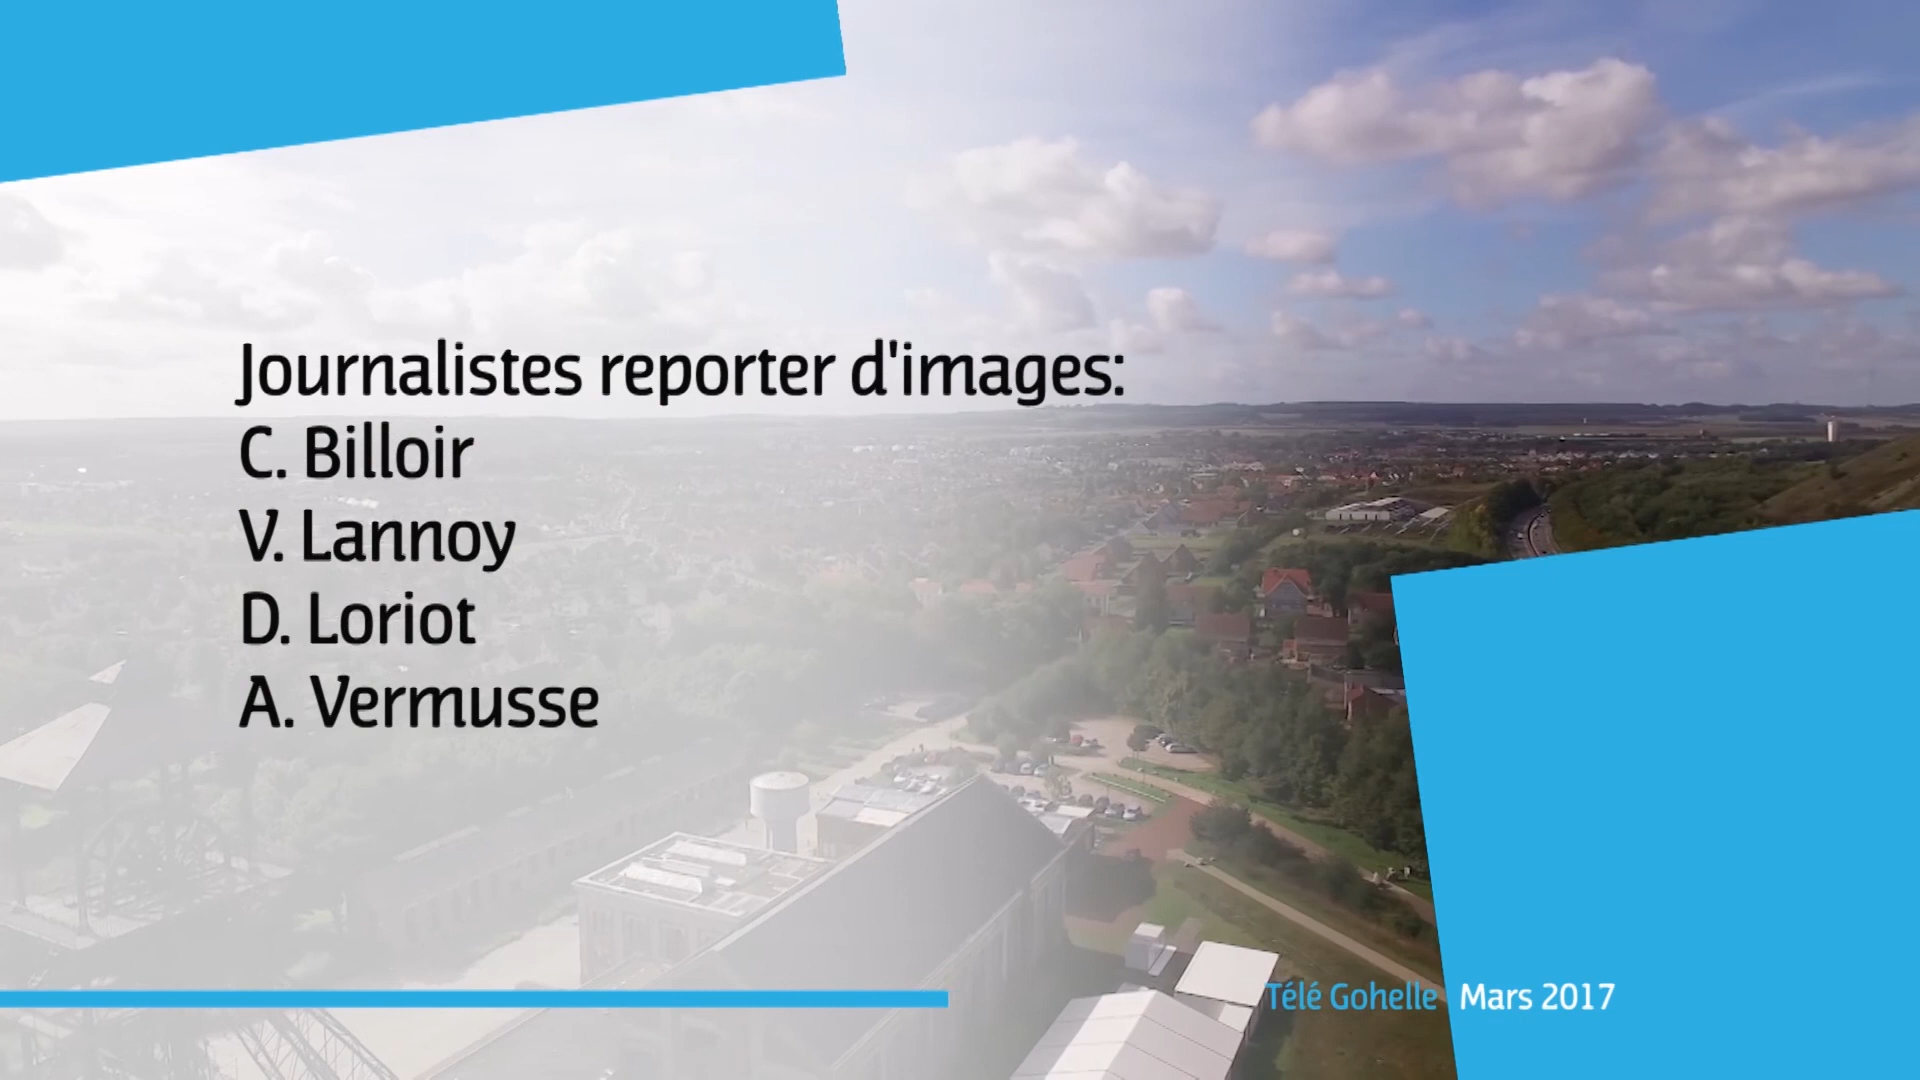 Journalistes reporter d'images:
C. Billoir
V. Lannoy
D. Loriot
A. Vermusse
Télé Gohelle Mars 2017